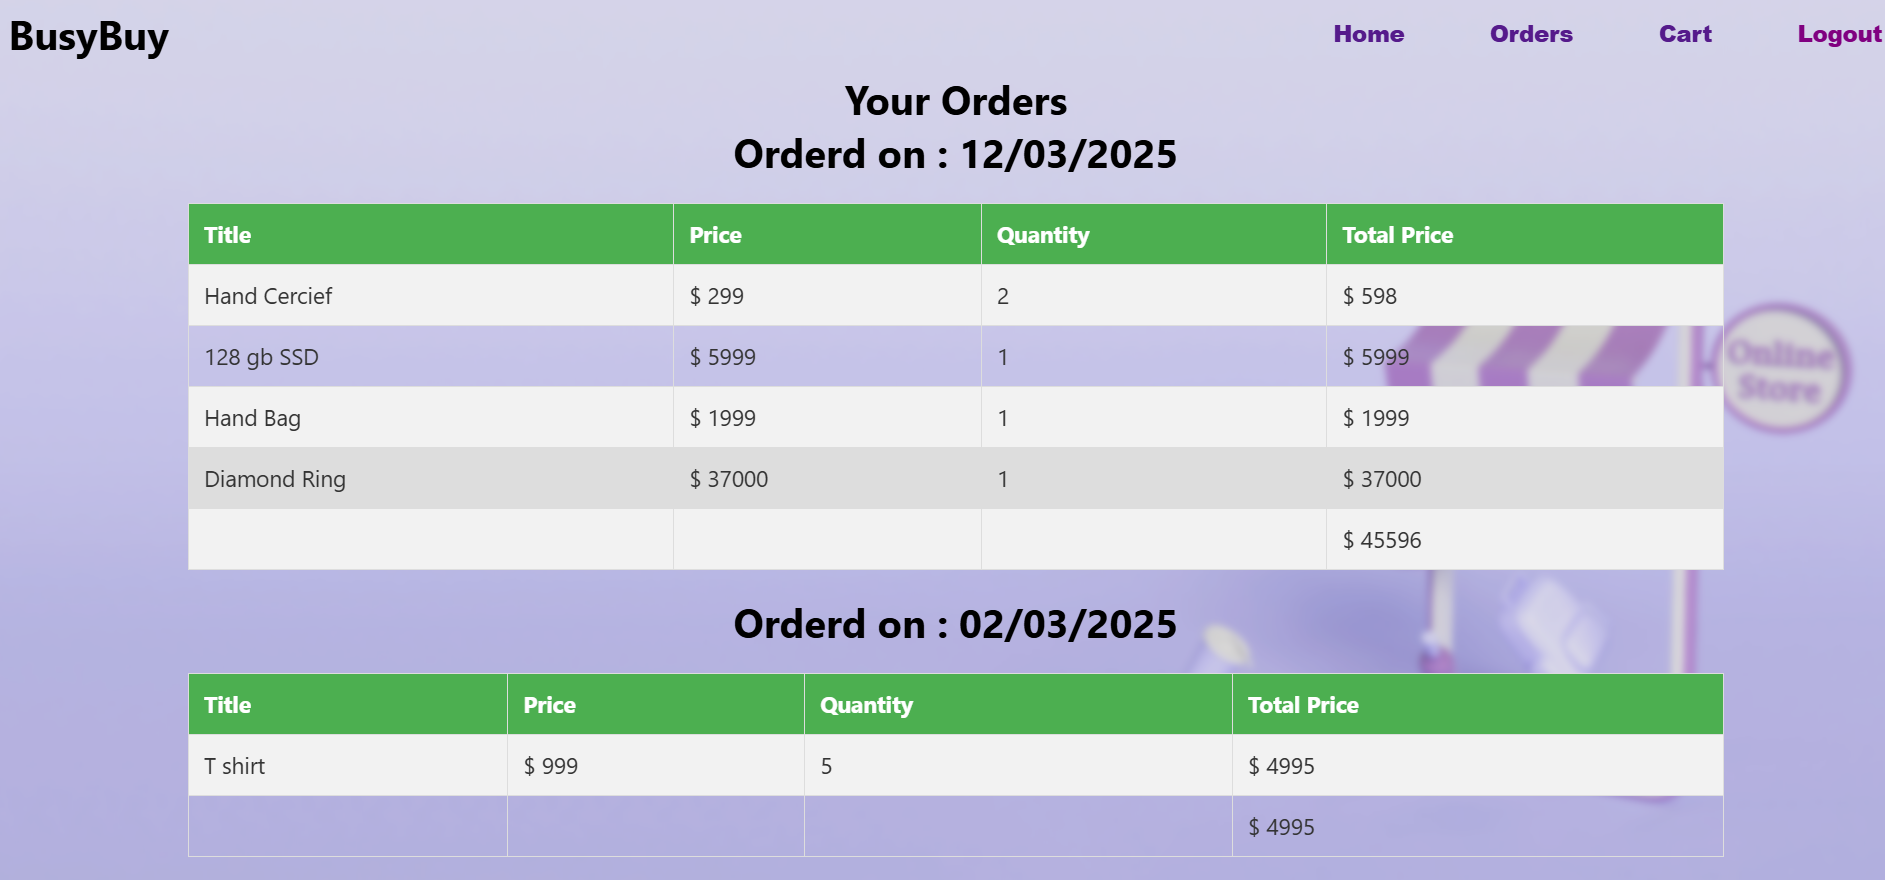 BusyBuy Home Orders Cart Logout
Your Orders
Orderd on : 12/03/2025
Title Price Quantity Total Price
Hand Cercief $ 299 2 $ 598
128 gb SSD $ 5999 1 $ 5999
Online
Store
Hand Bag $ 1999 1 $ 1999
Diamond Ring $ 37000 1 $ 37000
$ 45596
Orderd on : 02/03/2025
Title Price Quantity Total Price
T shirt $ 999 5 $ 4995
$ 4995